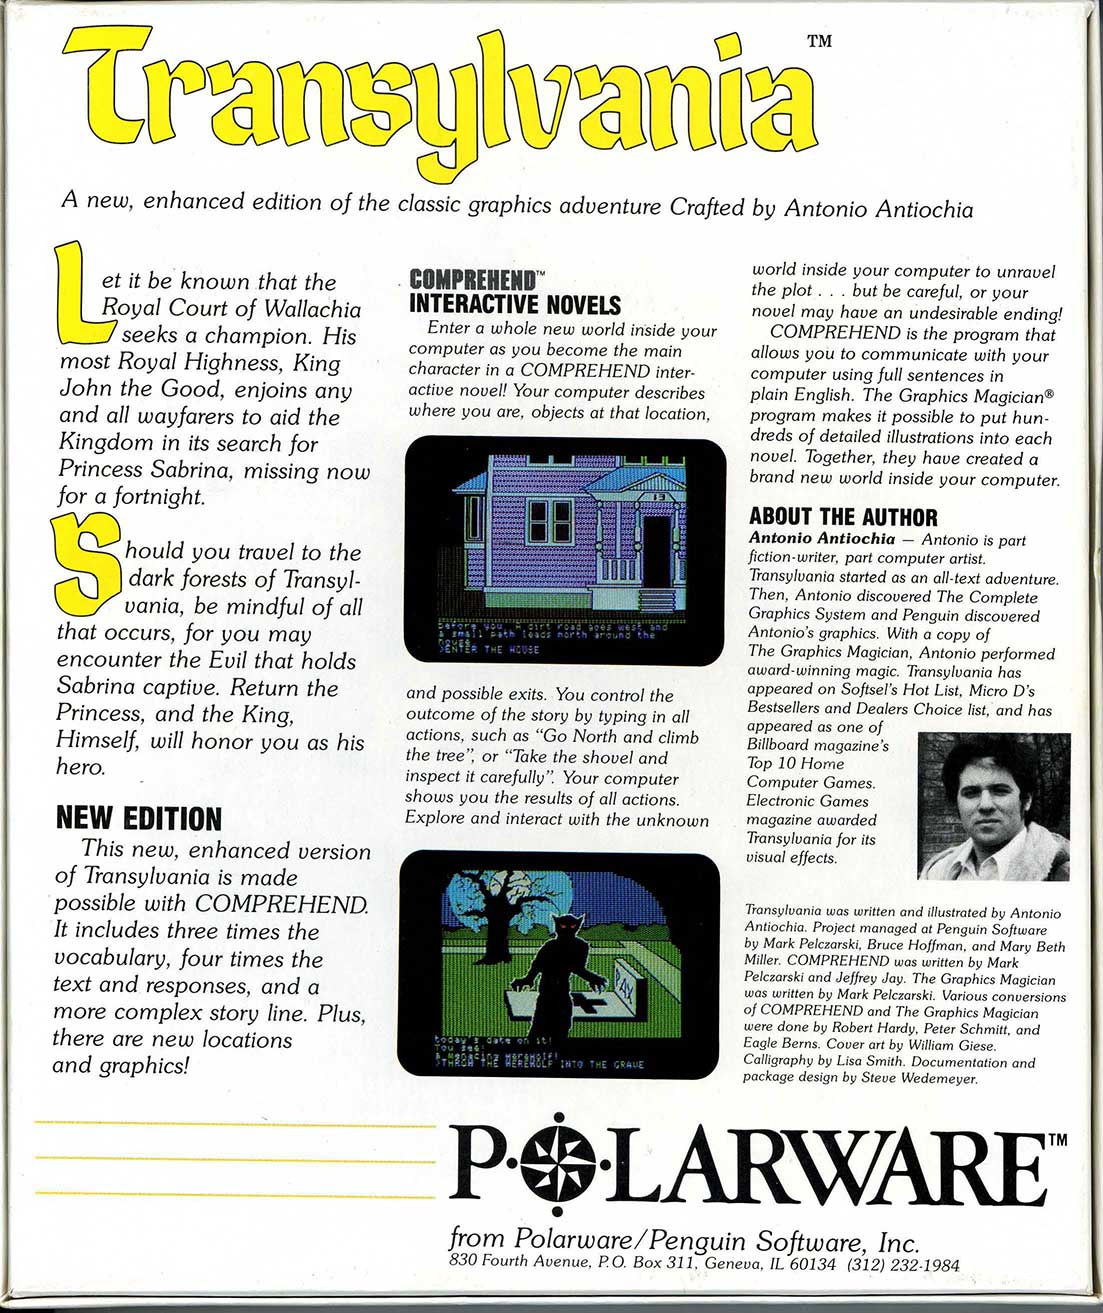 Transylvania™
A new, enhanced edition of the classic graphics adventure Crafted by Antonio Antiochia
Let it be known that the
Royal Court of Wallachia
seeks a champion. His
most Royal Highness, King
John the Good, enjoins any
and all wayfarers to aid the
Kingdom in its search for
Princess Sabrina, missing now
for a fortnight.
Should you travel to the
dark forests of Transyl-
vania, be mindful of all
that occurs, for you may
encounter the Evil that holds
Sabrina captive. Return the
Princess, and the King,
Himself, will honor you as his
hero.
NEW EDITION
This new, enhanced version
of Transylvania is made
possible with COMPREHEND.
It includes three times the
vocabulary, four times the
text and responses, and a
more complex story line. Plus,
there are new locations
and graphics!
COMPREHEND™
INTERACTIVE NOVELS
Enter a whole new world inside your
computer as you become the main
character in a COMPREHEND inter-
active novel! Your computer describes
where you are, objects at that location,
13
Before you, a dirt road goes west and
a small path leads north around the
house.
>ENTER THE HOUSE
and possible exits. You control the
outcome of the story by typing in all
actions, such as “Go North and climb
the tree”, or “Take the shovel and
inspect it carefully”. Your computer
shows you the results of all actions.
Explore and interact with the unknown
PAX
today's date on it!
You see:
a menacing werewolf!
>THROW THE WEREWOLF INTO THE GRAVE
world inside your computer to unravel
the plot . . . but be careful, or your
novel may have an undesirable ending!
COMPREHEND is the program that
allows you to communicate with your
computer using full sentences in
plain English. The Graphics Magician®
program makes it possible to put hun-
dreds of detailed illustrations into each
novel. Together, they have created a
brand new world inside your computer.
ABOUT THE AUTHOR
Antonio Antiochia — Antonio is part
fiction-writer, part computer artist.
Transylvania started as an all-text adventure.
Then, Antonio discovered The Complete
Graphics System and Penguin discovered
Antonio's graphics. With a copy of
The Graphics Magician, Antonio performed
award-winning magic. Transylvania has
appeared on Softsel's Hot List, Micro D's
Bestsellers and Dealers Choice list, and has
appeared as one of
Billboard magazine's
Top 10 Home
Computer Games.
Electronic Games
magazine awarded
Transylvania for its
visual effects.
Transylvania was written and illustrated by Antonio
Antiochia. Project managed at Penguin Software
by Mark Pelczarski, Bruce Hoffman, and Mary Beth
Miller. COMPREHEND was written by Mark
Pelczarski and Jeffrey Jay. The Graphics Magician
was written by Mark Pelczarski. Various conversions
of COMPREHEND and The Graphics Magician
were done by Robert Hardy, Peter Schmitt, and
Eagle Berns. Cover art by William Giese.
Calligraphy by Lisa Smith. Documentation and
package design by Steve Wedemeyer.
POLARWARE™
from Polarware/Penguin Software, Inc.
830 Fourth Avenue, P.O. Box 311, Geneva, IL 60134 (312) 232-1984